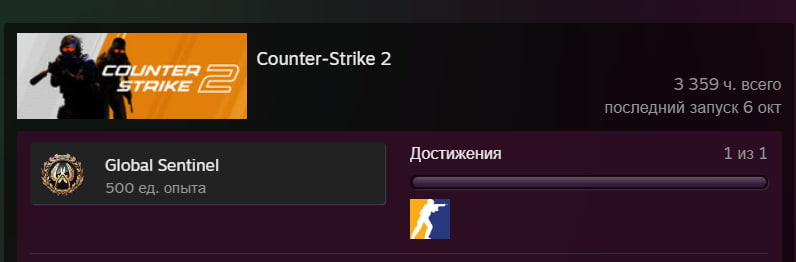 COUNTER
STRIKE 2
Counter-Strike 2
3 359 ч. всего
последний запуск 6 окт
Global Sentinel
500 ед. опыта
Достижения
1 из 1